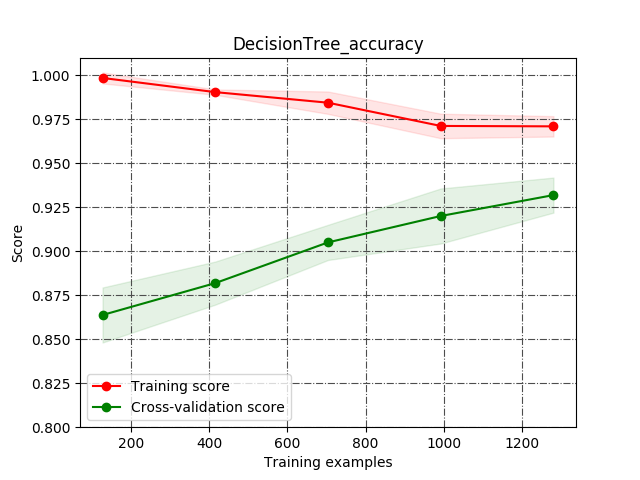 DecisionTree_accuracy
1.000
0.975
0.950
0.925
0.900
0.875
0.850
0.825
0.800
Score
Training score
Cross-validation score
200 400 600 800 1000 1200
Training examples